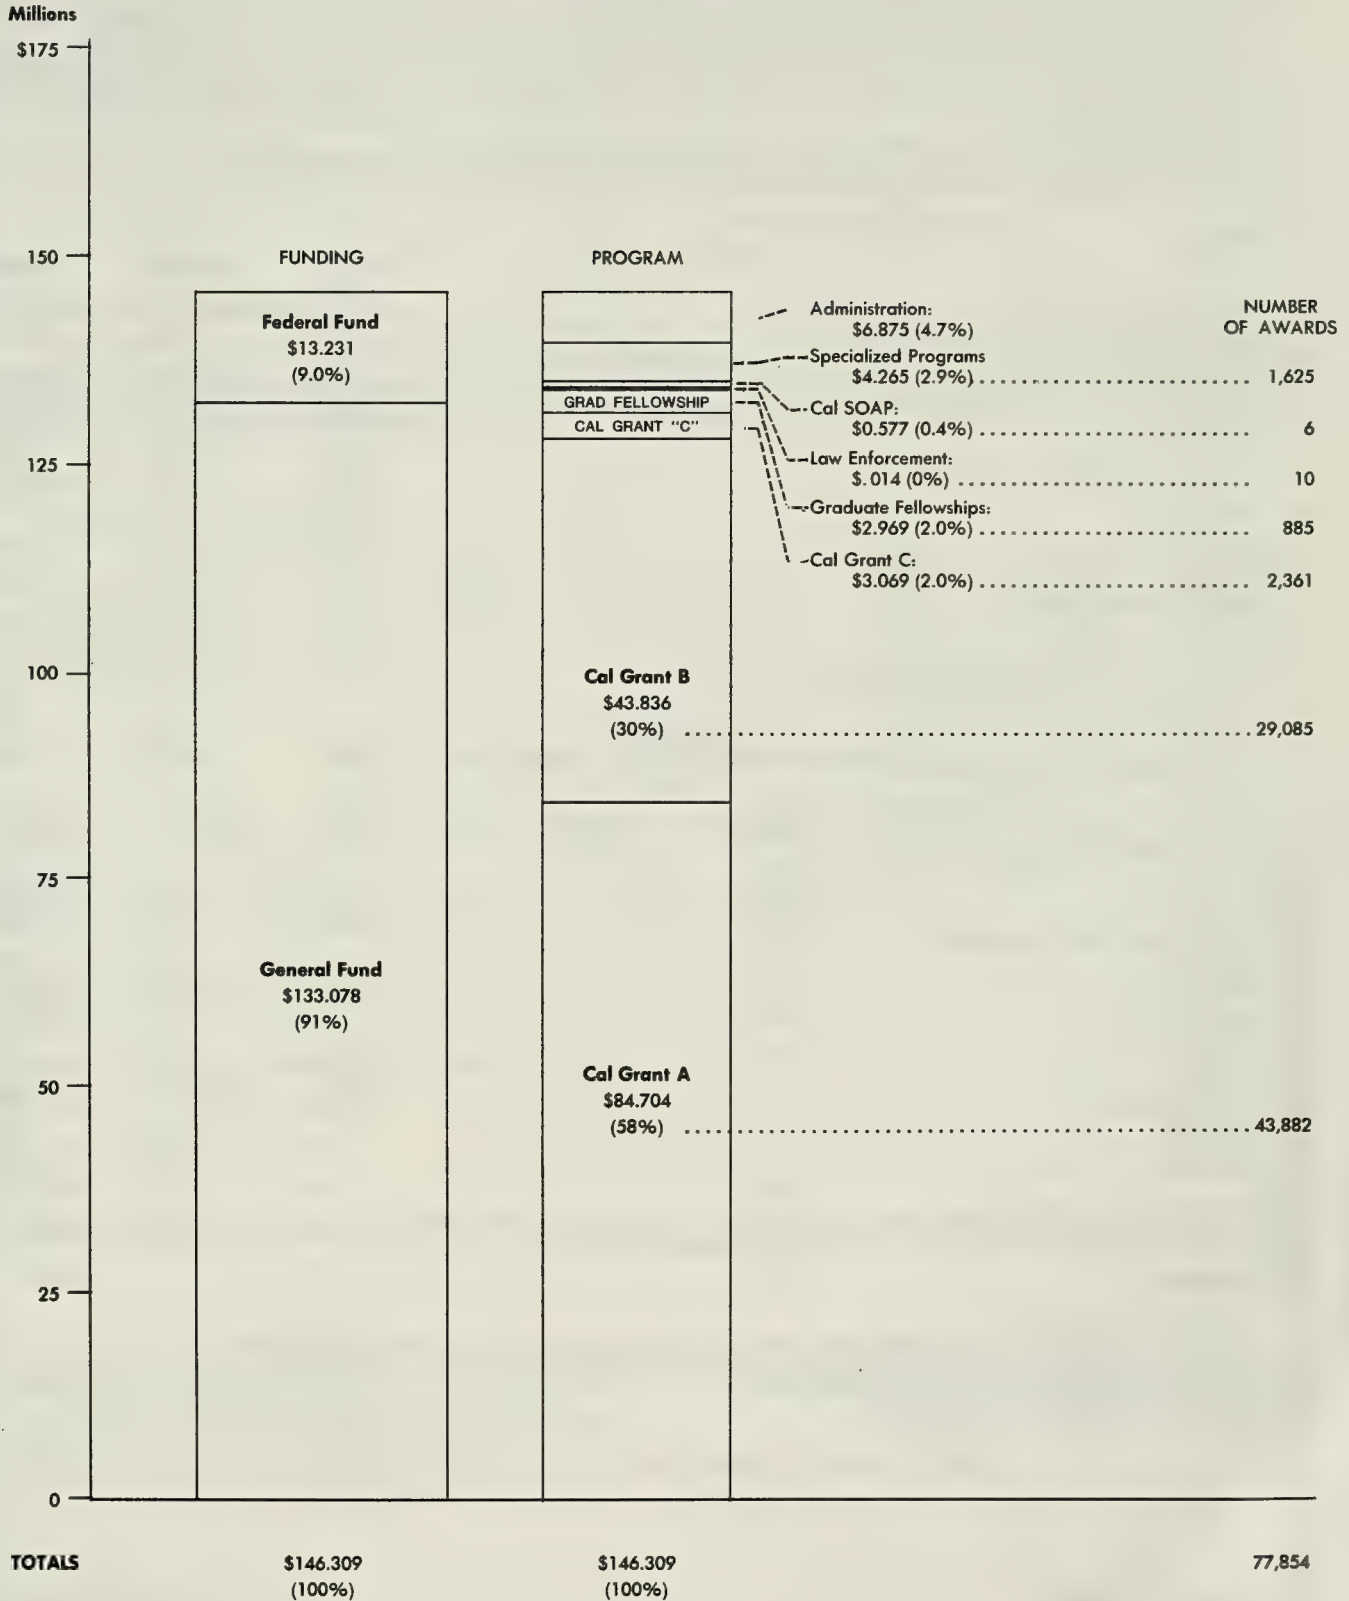 Millions
$175
150
125
100
75
50
25
0
FUNDING
Federal Fund
$13.231
(9.0%)
General Fund
$133.078
(91%)
PROGRAM
GRAD FELLOWSHIP
CAL GRANT "C"
Cal Grant B
$43.836
(30%) .......... 29,085
Cal Grant A
$84.704
(58%) .......... 43,882
NUMBER
OF AWARDS
Administration:
$6.875 (4.7%)
Specialized Programs
$4.265 (2.9%) .......... 1,625
Cal SOAP:
$0.577 (0.4%) .......... 6
Law Enforcement:
$.014 (0%) .......... 10
Graduate Fellowships:
$2.969 (2.0%) .......... 885
Cal Grant C:
$3.069 (2.0%) .......... 2,361
TOTALS $146.309 $146.309 77,854
(100%) (100%)